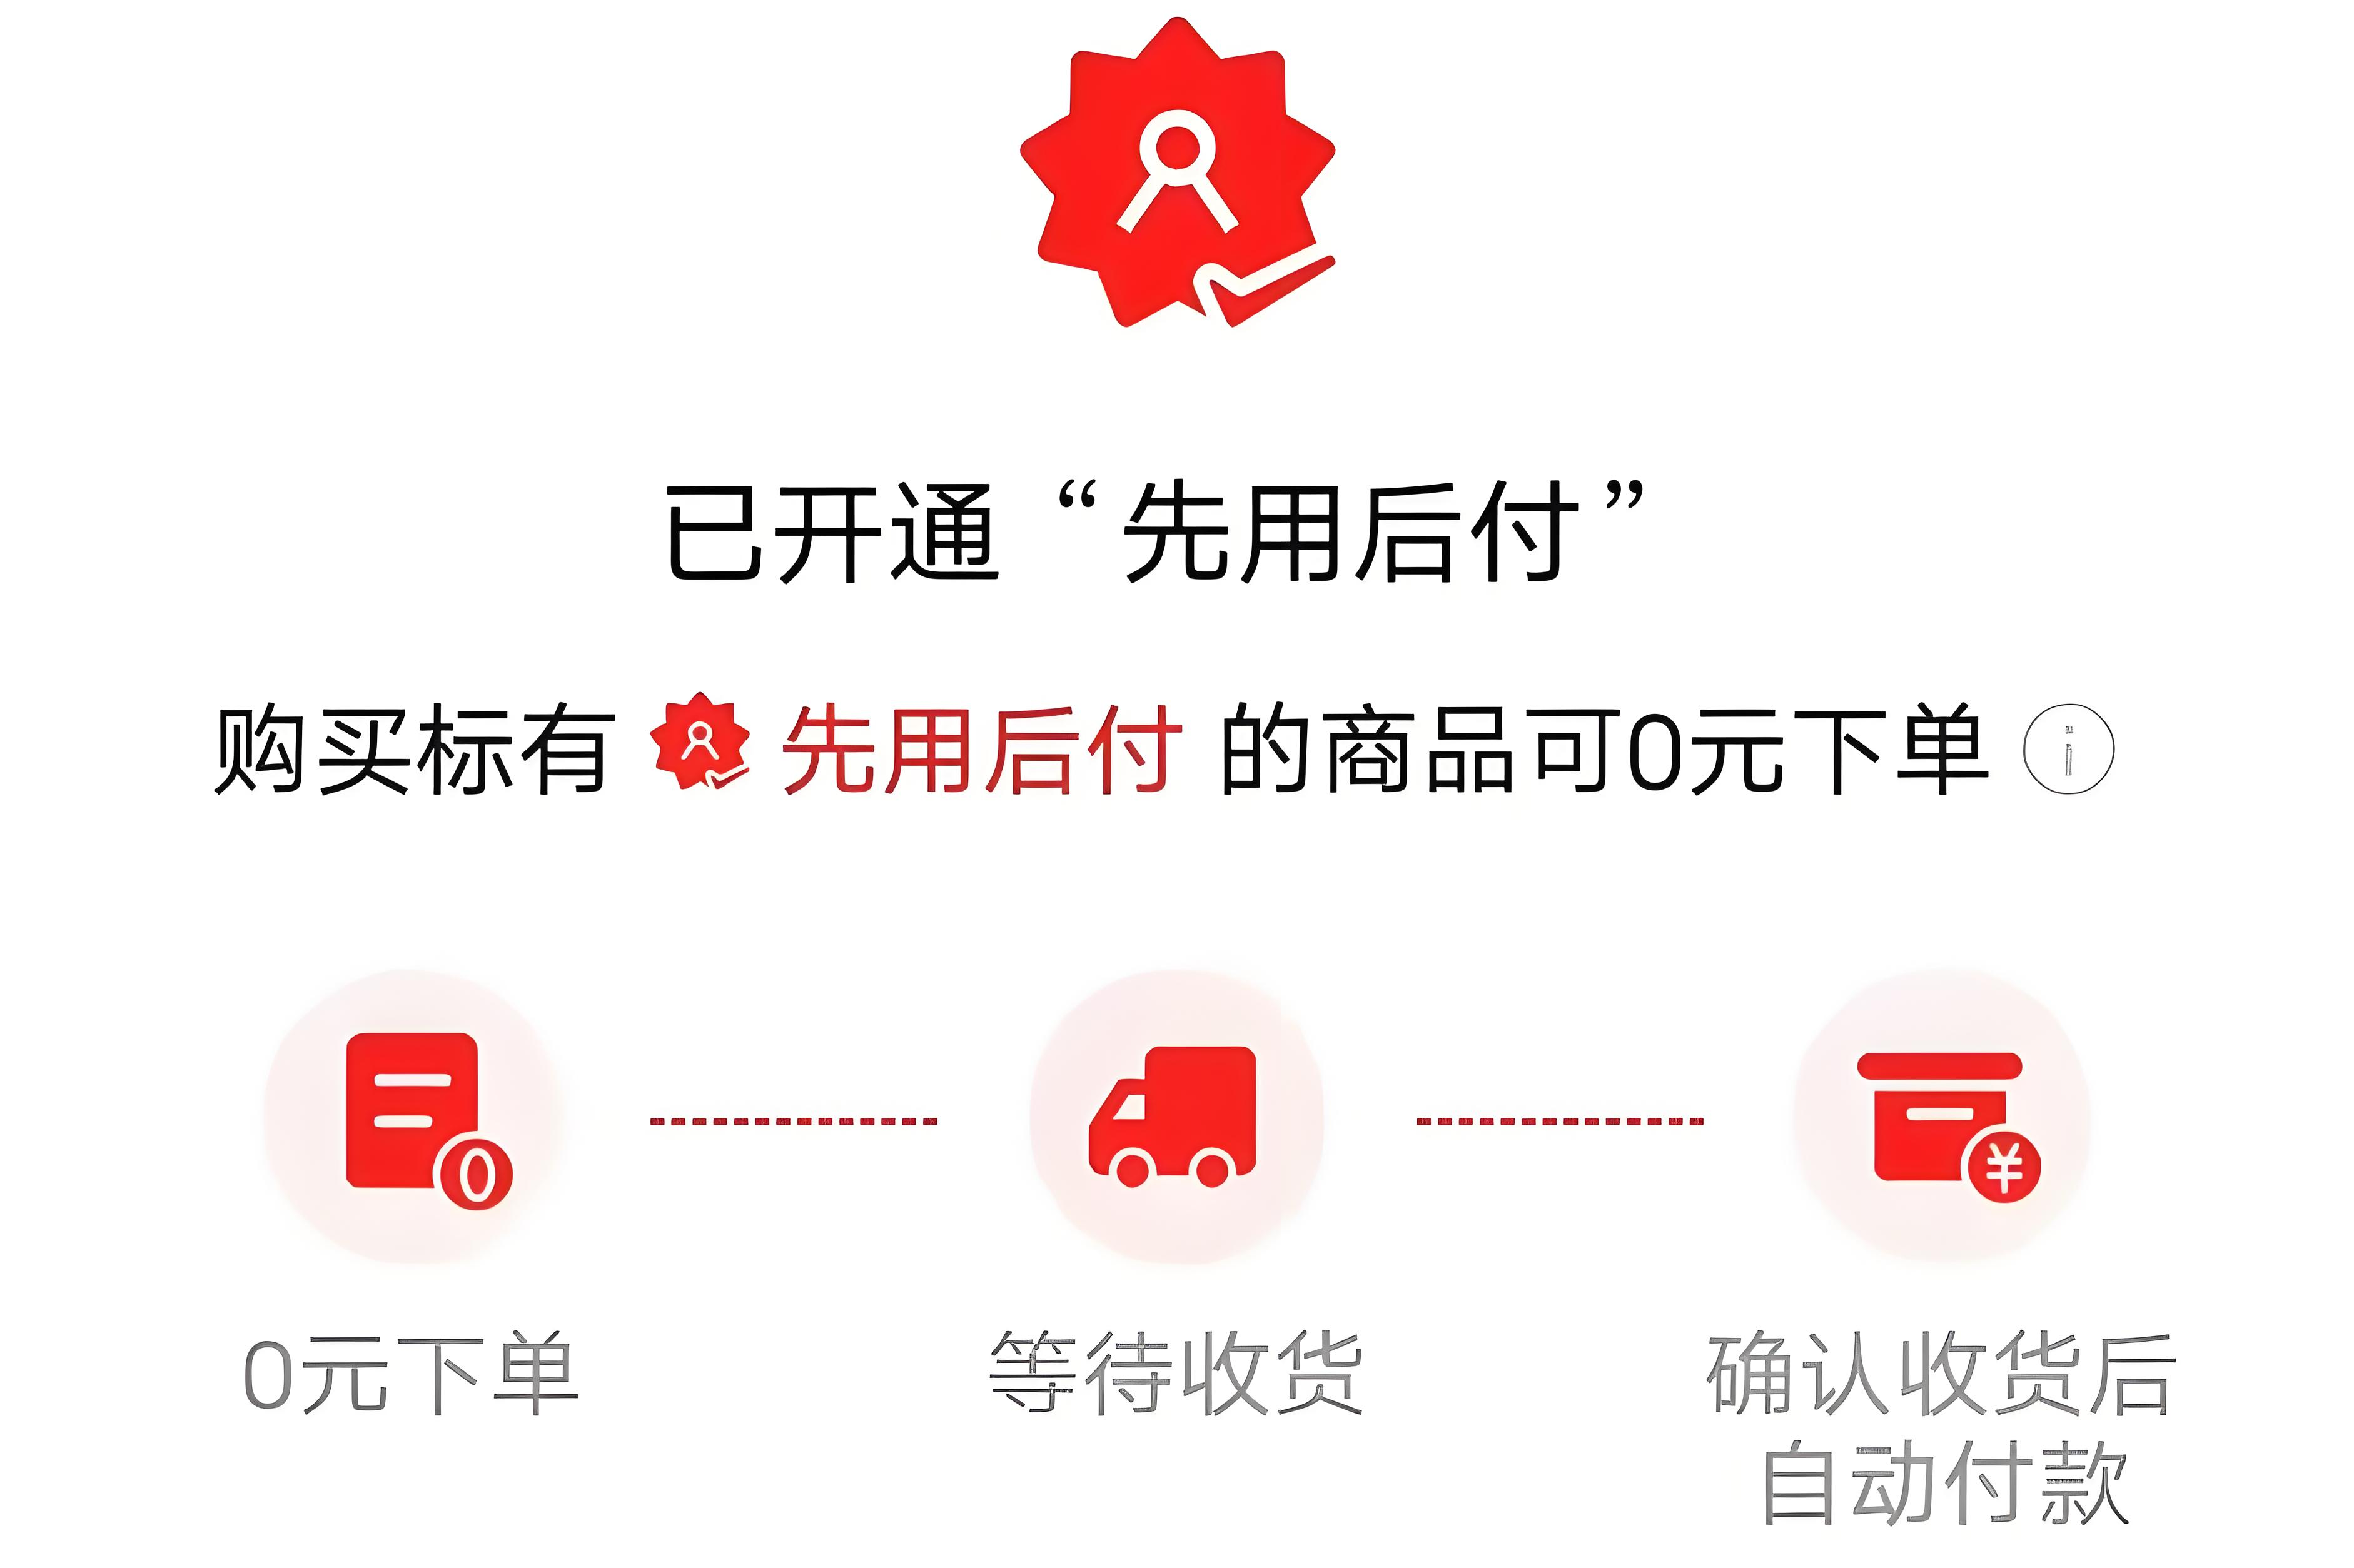 已开通“先用后付”
购买标有 先用后付 的商品可0元下单 i
0
¥
0元下单
等待收货
确认收货后
自动付款